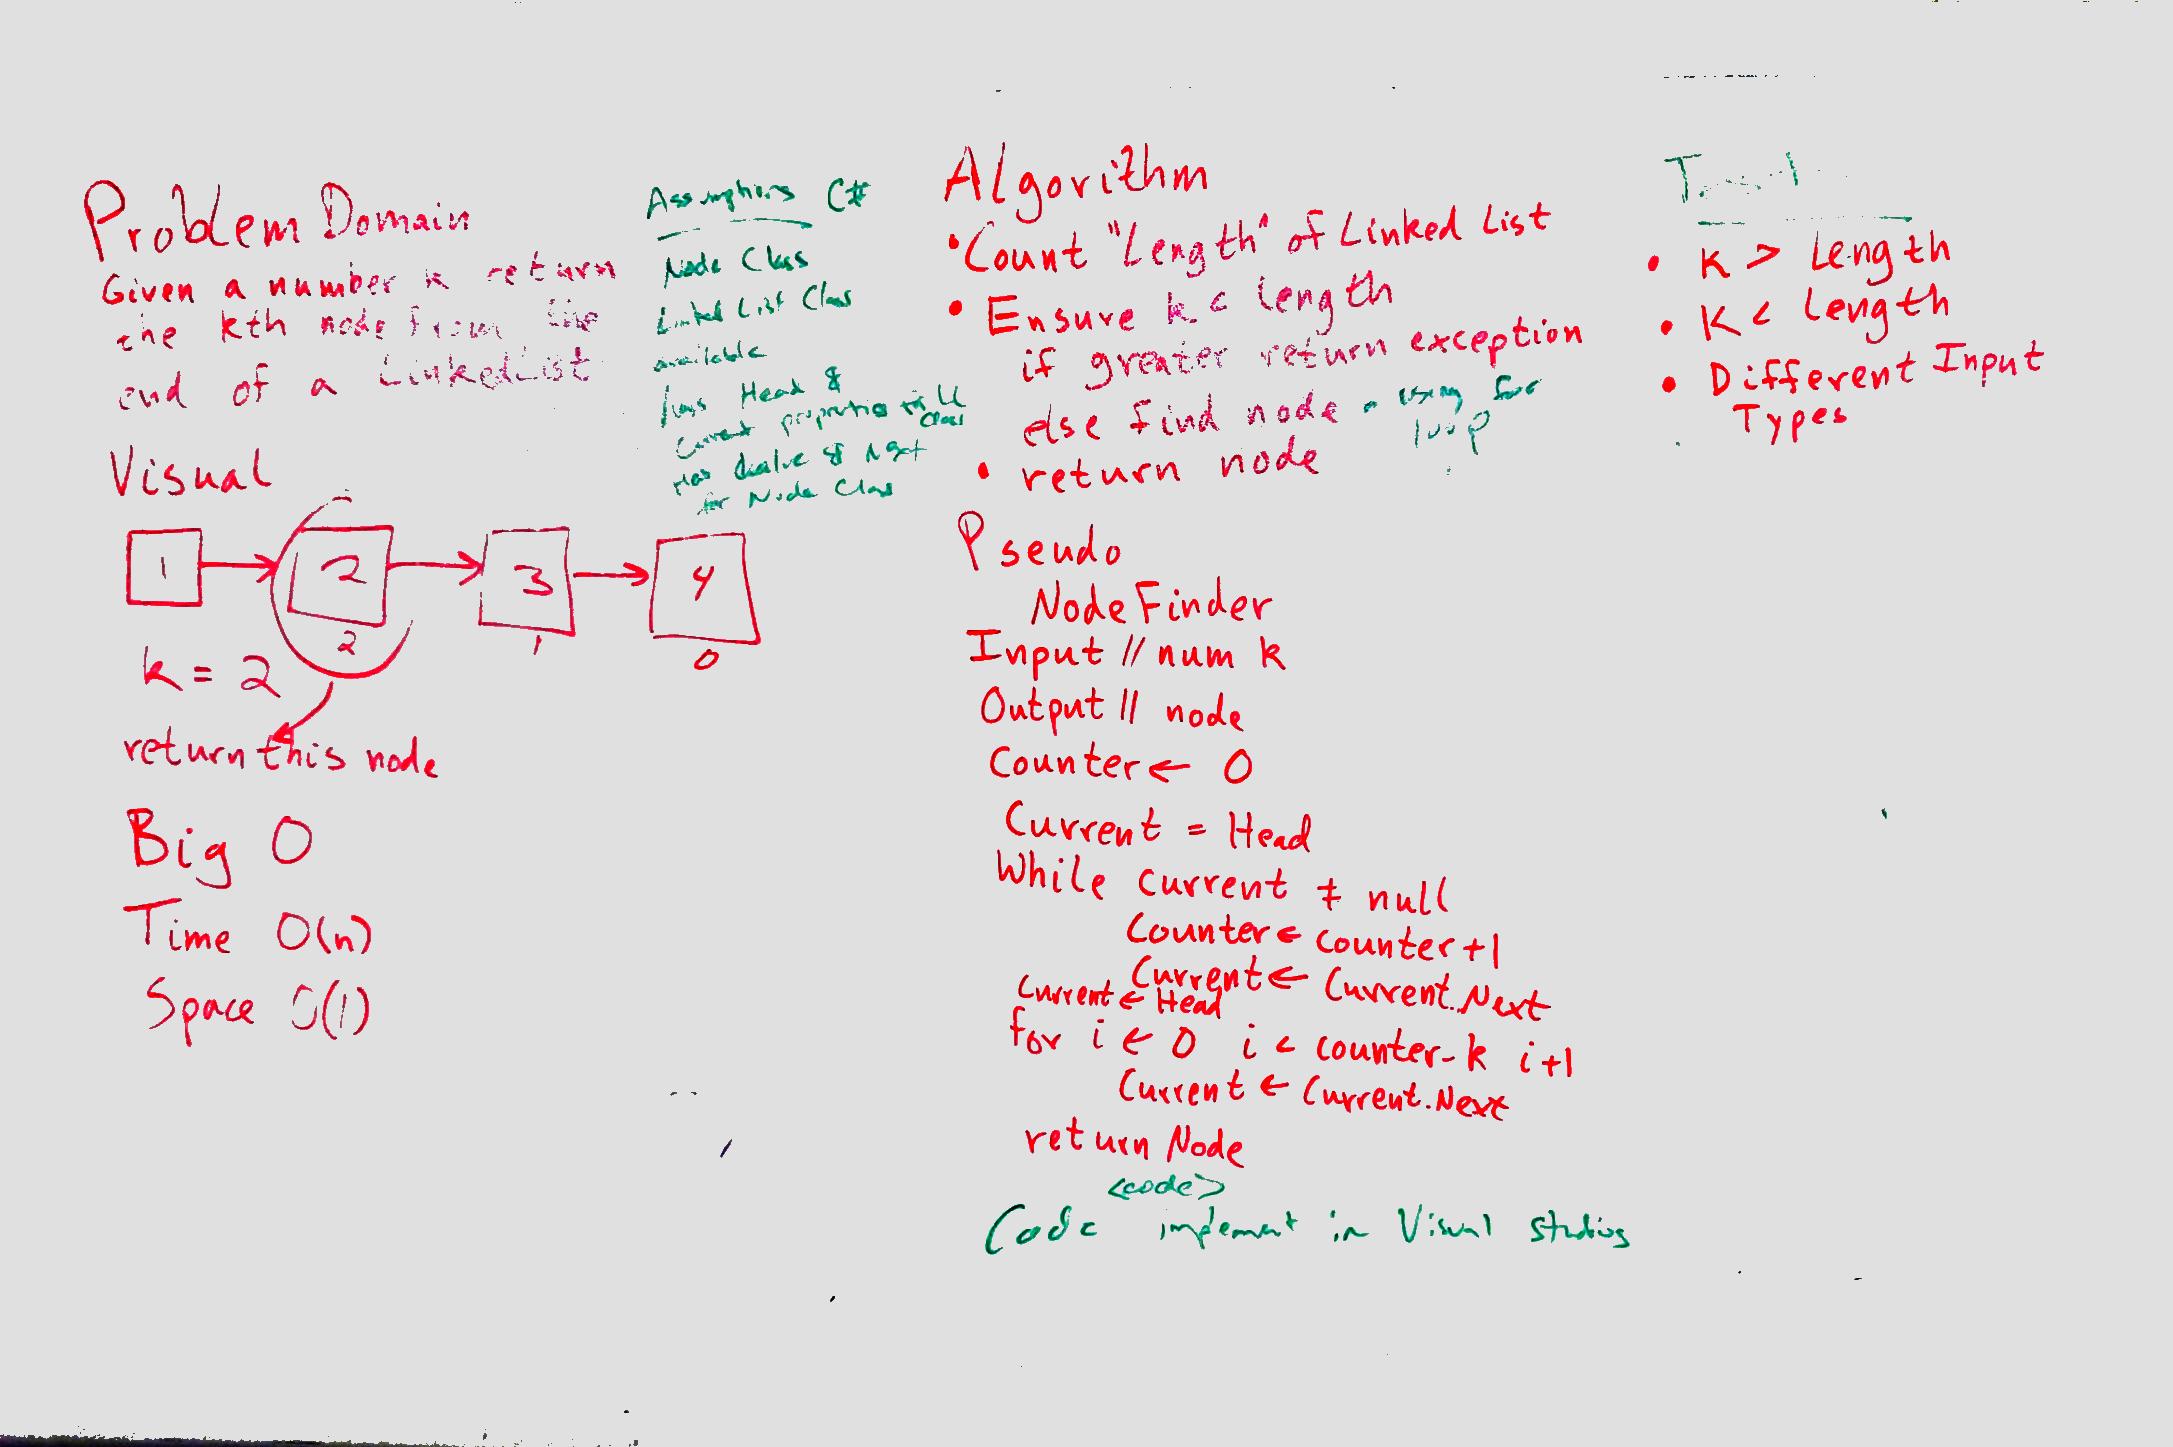 Problem Domain
Given a number k return
the kth node from the
end of a LinkedList
Visual
1 2 3 4
2 1 0
k = 2
return this node
Big O
Time O(n)
Space O(1)
Assumptions C#
Node Class
Linked List Class
available
Head &
Current properties to LL
Class
Has & Next
for Node Class
Algorithm
• Count "Length" of Linked List
• Ensure k < length
if greater return exception
else find node - using for
loop
• return node
Pseudo
NodeFinder
Input // num k
Output // node
Counter ← 0
Current = Head
While current ≠ null
Counter ← counter+1
Current ← Current.Next
Current ← Head
for i ← 0 i < counter-k i+1
Current ← Current.Next
return Node
<code>
Code implement in Visual studios
• K > Length
• K < Length
• Different Input
Types